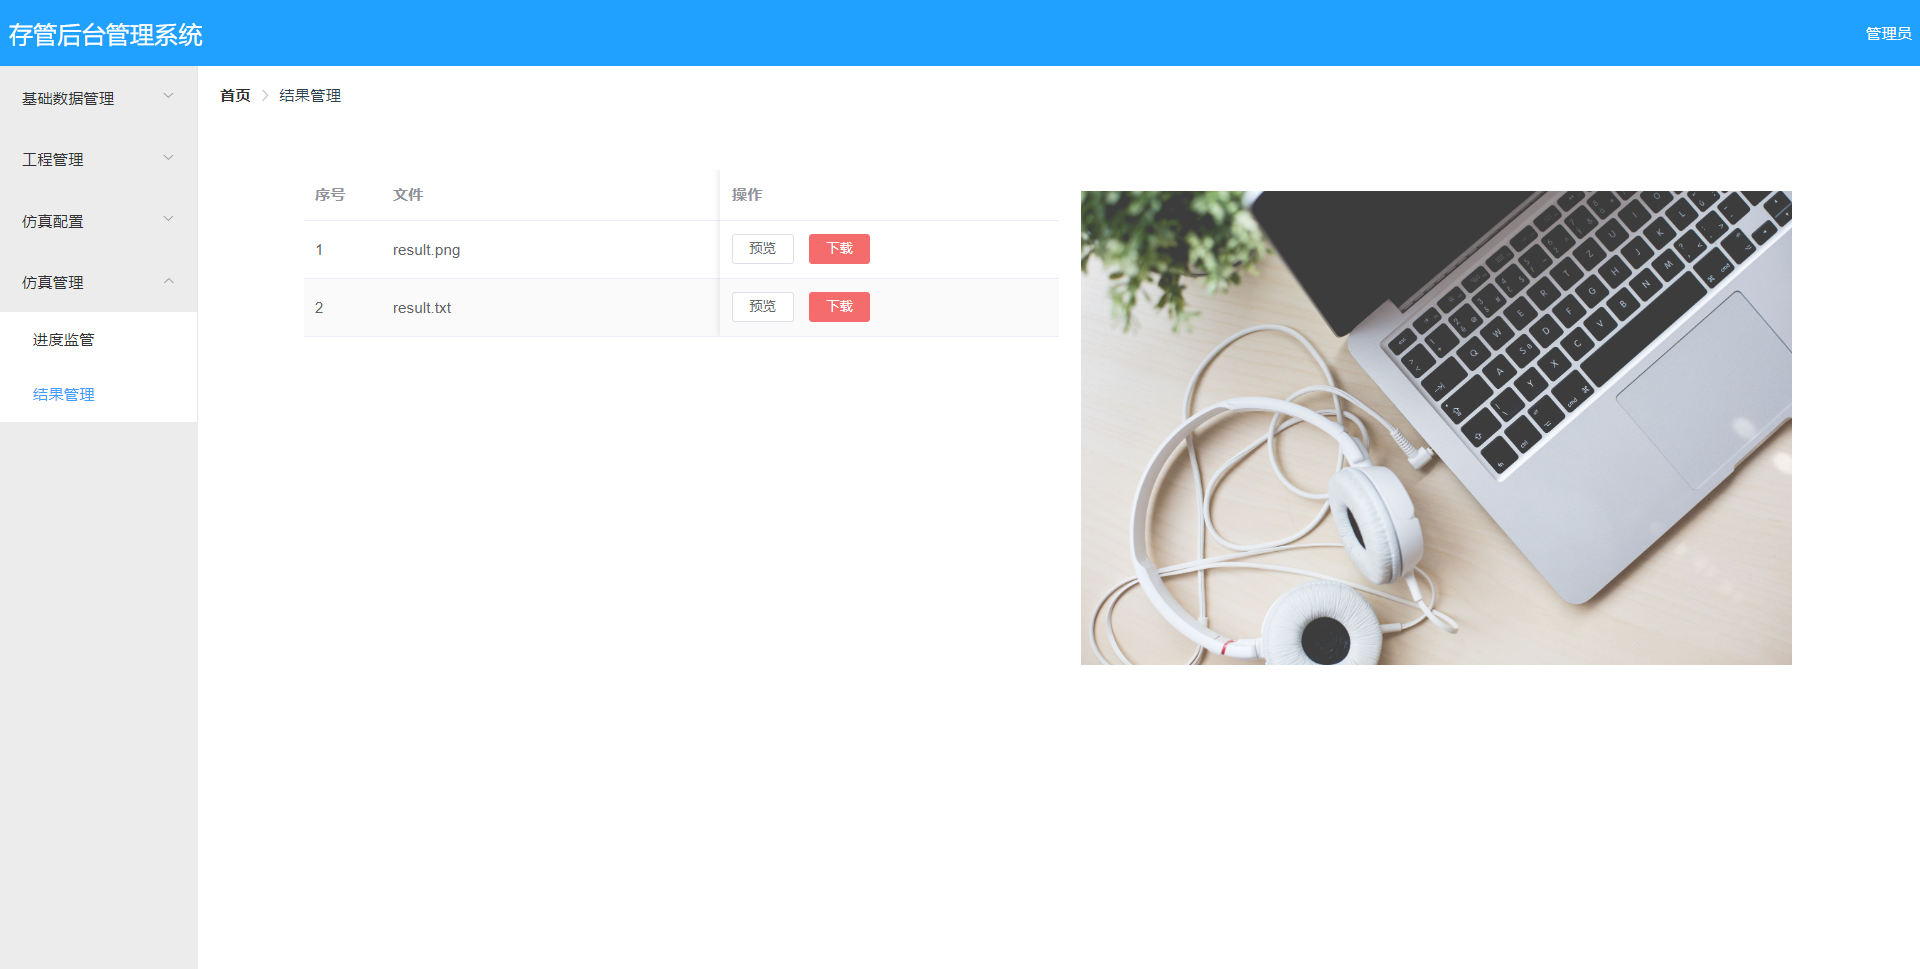 存管后台管理系统
管理员
基础数据管理
工程管理
仿真配置
仿真管理
进度监管
结果管理
首页 结果管理
序号 文件 操作
1 result.png 预览 下载
2 result.txt 预览 下载